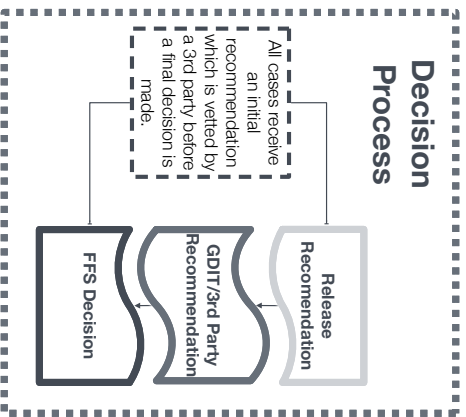 Decision
Process
All cases receive
an initial
recommendation
which is vetted by
a 3rd party before
a final decision is
made.
Release
Recomendation
GDIT/3rd Party
Recommendation
FFS Decision